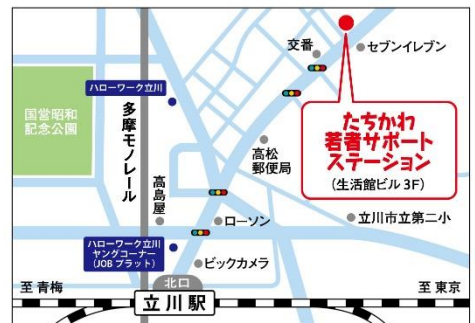 交番
セブンイレブン
ハローワーク立川
国営昭和
記念公園
多摩モノレール
たちかわ
若者サポート
ステーション
(生活館ビル3F)
高松
郵便局
高島屋
ローソン
立川市立第二小
ハローワーク立川
ヤングコーナー
(JOBプラット)
ビックカメラ
北口
至 青梅
立川駅
至 東京